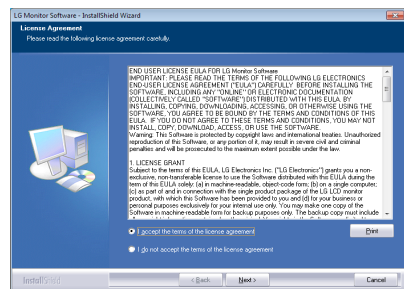 LG Monitor Software - InstallShield Wizard
License Agreement
Please read the following license agreement carefully.
END USER LICENSE EULA FOR LG Monitor Software
IMPORTANT: PLEASE READ THE TERMS OF THE FOLLOWING LG ELECTRONICS
END-USER LICENSE AGREEMENT ("EULA") CAREFULLY BEFORE INSTALLING THE
SOFTWARE, INCLUDING ANY "ONLINE" OR ELECTRONIC DOCUMENTATION
(COLLECTIVELY CALLED "SOFTWARE") DISTRIBUTED WITH THIS EULA. BY
INSTALLING, COPYING, DOWNLOADING, ACCESSING, OR OTHERWISE USING THE
SOFTWARE, YOU AGREE TO BE BOUND BY THE TERMS AND CONDITIONS OF THIS
EULA. IF YOU DO NOT AGREE TO THESE TERMS AND CONDITIONS, YOU MAY NOT
INSTALL, COPY, DOWNLOAD, ACCESS, OR USE THE SOFTWARE.
Warning: This Software is protected by copyright laws and international treaties. Unauthorized
reproduction of this Software, or any portion of it, may result in severe civil and criminal
penalties and will be prosecuted to the maximum extent possible under the law.
1. LICENSE GRANT
Subject to the terms of this EULA, LG Electronics Inc. ("LG Electronics") grants you a non-
exclusive, non-transferable license to use the Software distributed with this EULA during the
term of this EULA solely: (a) in machine-readable, object-code form; (b) on a single computer;
(c) as part of and in connection with the single product package of the LG LCD monitor
product, with which this Software has been provided to you and (d) for your business or
personal purposes exclusively for your internal use only. You may make one copy of the
Software in machine-readable form for backup purposes only. The backup copy must include
I accept the terms of the license agreement
Print
I do not accept the terms of the license agreement
InstallShield
< Back
Next >
Cancel